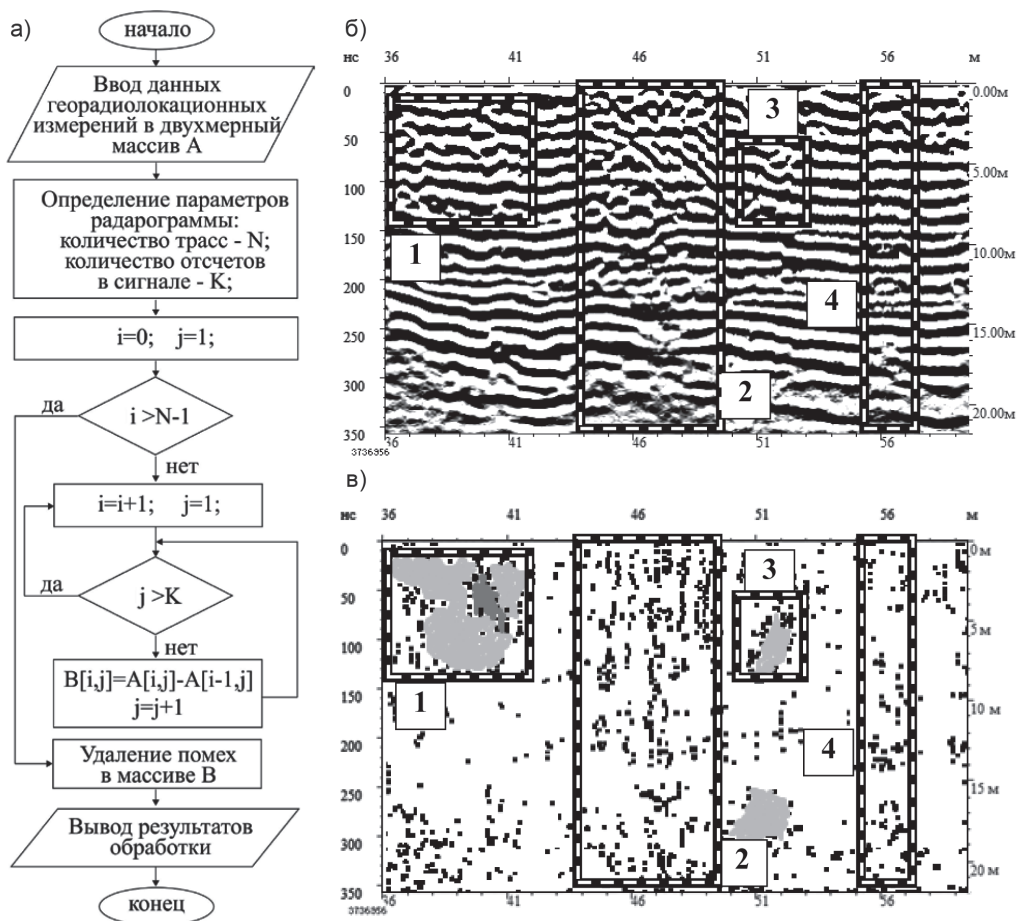 а)
начало
Ввод данных
георадиолокационных
измерений в двухмерный
массив А
Определение параметров
радарограммы:
количество трасс - N;
количество отсчетов
в сигнале - K;
i=0; j=1;
i >N-1
да
нет
i=i+1; j=1;
j >K
да
нет
B[i,j]=A[i,j]-A[i-1,j]
j=j+1
Удаление помех
в массиве В
Вывод результатов
обработки
конец
б)
нс 36 41 46 51 56 м
0 0.00м
50
5.00м
100
150
10.00м
200
250
15.00м
300
20.00м
350
36 41 46 51 56
3736956
1
2
3
4
в)
нс 36 41 46 51 56 м
0 0 м
50
5 м
100
150
10 м
200
15 м
250
300
20 м
350
36 41 46 51 56
3736956
1
2
3
4